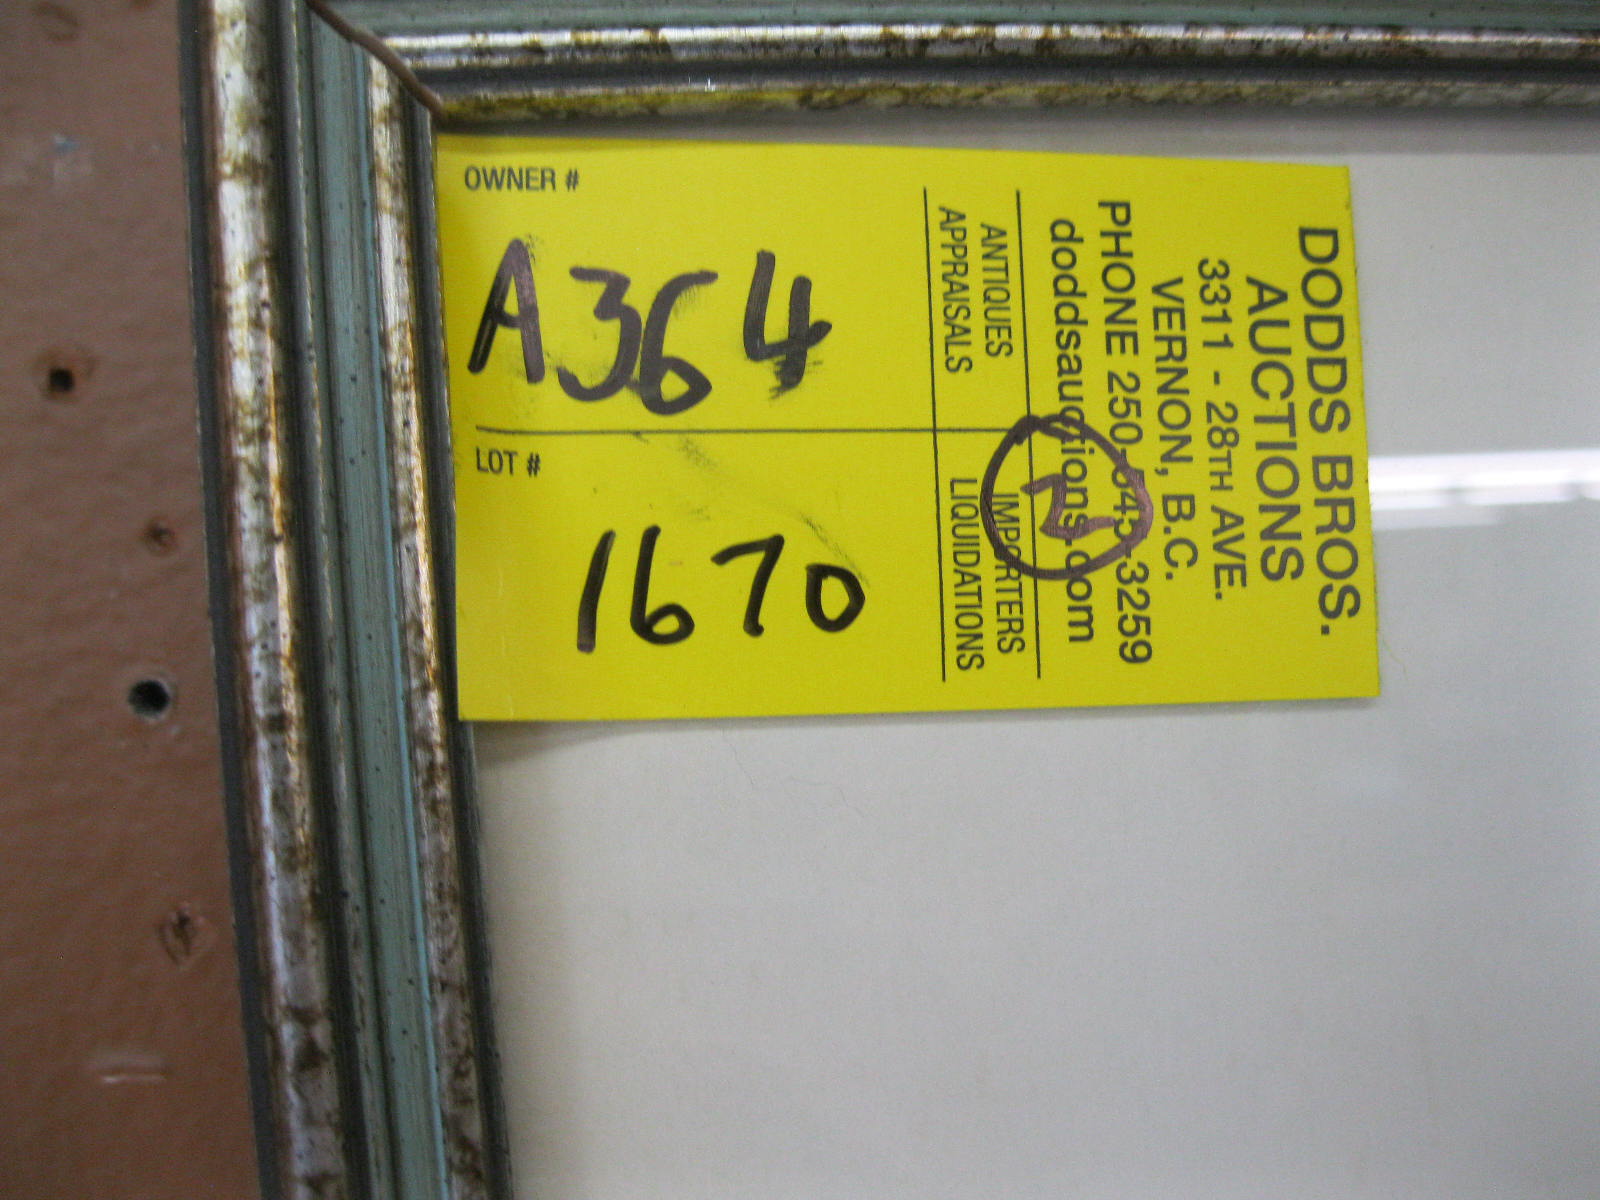 DODDS BROS.
AUCTIONS
3311 - 28TH AVE.
VERNON, B.C.
PHONE 250-545-3259
doddsauctions.com
ANTIQUES IMPORTERS
APPRAISALS LIQUIDATIONS
OWNER #
A364
LOT #
1670